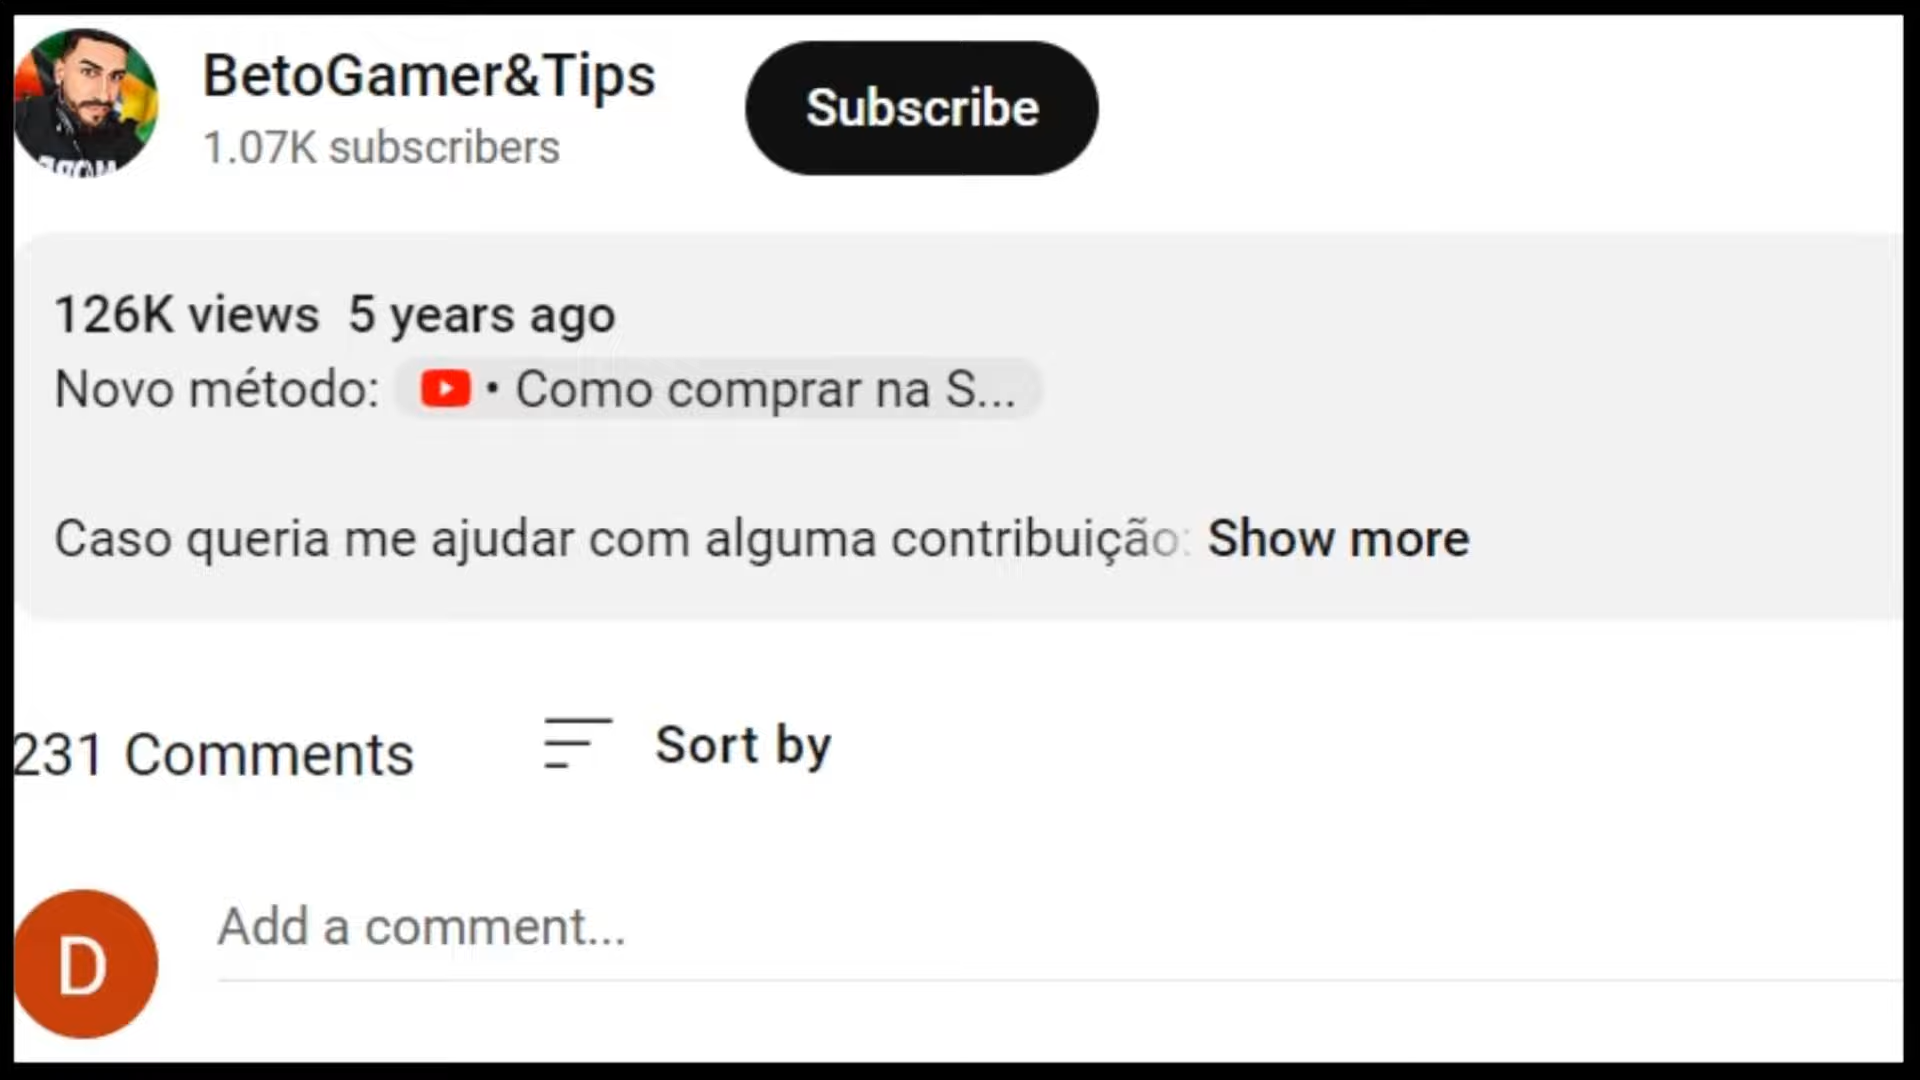 BetoGamer&Tips
1.07K subscribers
Subscribe
126K views 5 years ago
Novo método: • Como comprar na S...
Caso queria me ajudar com alguma contribuição: Show more
231 Comments
Sort by
D
Add a comment...